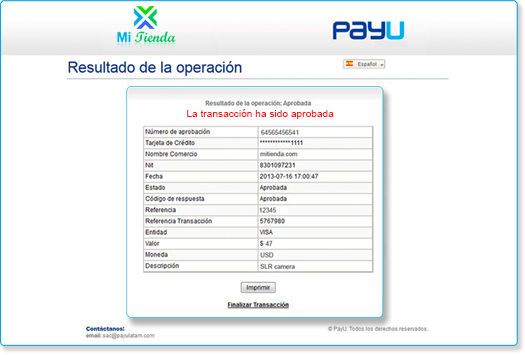 Mi Tienda
PAYU
Resultado de la operación
Español
Resultado de la operación: Aprobada
La transacción ha sido aprobada
Número de aprobación 64565456541
Tarjeta de Crédito ************1111
Nombre Comercio mitienda.com
Nit 8301097231
Fecha 2013-07-16 17:00:47
Estado Aprobada
Código de respuesta Aprobada
Referencia 12345
Referencia Transacción 5767980
Entidad VISA
Valor $ 47
Moneda USD
Descripción SLR camera
Imprimir
Finalizar Transacción
Contáctanos! © PayU. Todos los derechos reservados.
email: sac@payulatam.com